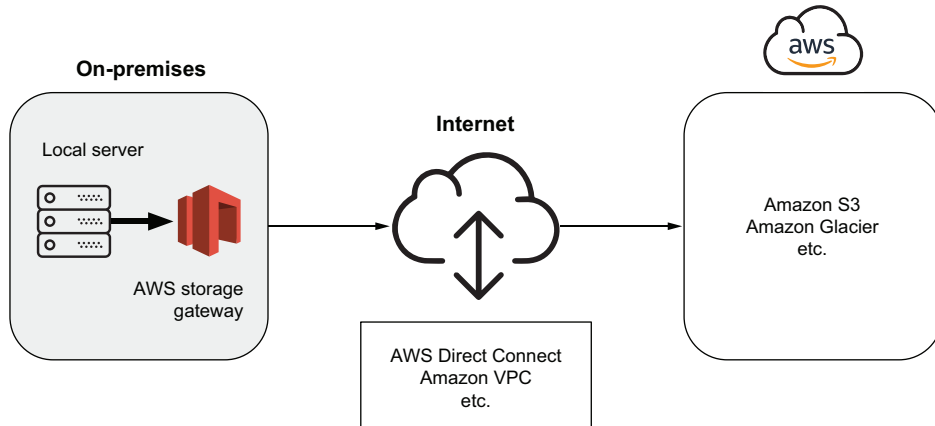 On-premises
Local server
AWS storage
gateway
Internet
AWS Direct Connect
Amazon VPC
etc.
aws
Amazon S3
Amazon Glacier
etc.